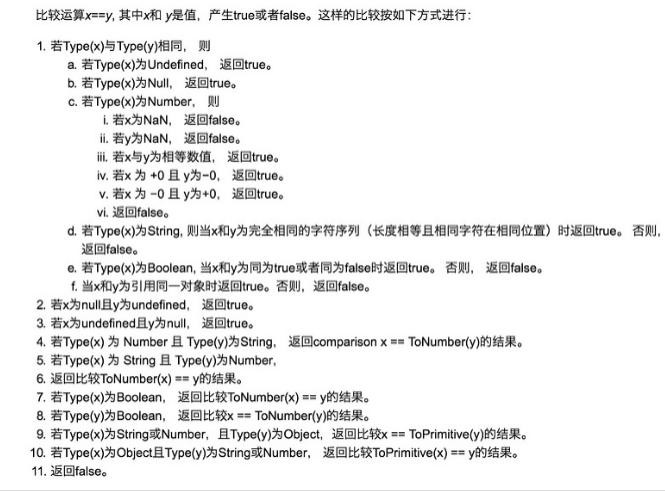 比较运算x==y, 其中x和 y是值，产生true或者false。这样的比较按如下方式进行：
1. 若Type(x)与Type(y)相同， 则
a. 若Type(x)为Undefined， 返回true。
b. 若Type(x)为Null， 返回true。
c. 若Type(x)为Number， 则
i. 若x为NaN， 返回false。
ii. 若y为NaN， 返回false。
iii. 若x与y为相等数值， 返回true。
iv. 若x 为 +0 且 y为−0， 返回true。
v. 若x 为 −0 且 y为+0， 返回true。
vi. 返回false。
d. 若Type(x)为String, 则当x和y为完全相同的字符序列（长度相等且相同字符在相同位置）时返回true。 否则，
返回false。
e. 若Type(x)为Boolean, 当x和y为同为true或者同为false时返回true。 否则， 返回false。
f. 当x和y为引用同一对象时返回true。否则，返回false。
2. 若x为null且y为undefined， 返回true。
3. 若x为undefined且y为null， 返回true。
4. 若Type(x) 为 Number 且 Type(y)为String， 返回comparison x == ToNumber(y)的结果。
5. 若Type(x) 为 String 且 Type(y)为Number，
6. 返回比较ToNumber(x) == y的结果。
7. 若Type(x)为Boolean， 返回比较ToNumber(x) == y的结果。
8. 若Type(y)为Boolean， 返回比较x == ToNumber(y)的结果。
9. 若Type(x)为String或Number，且Type(y)为Object，返回比较x == ToPrimitive(y)的结果。
10. 若Type(x)为Object且Type(y)为String或Number， 返回比较ToPrimitive(x) == y的结果。
11. 返回false。